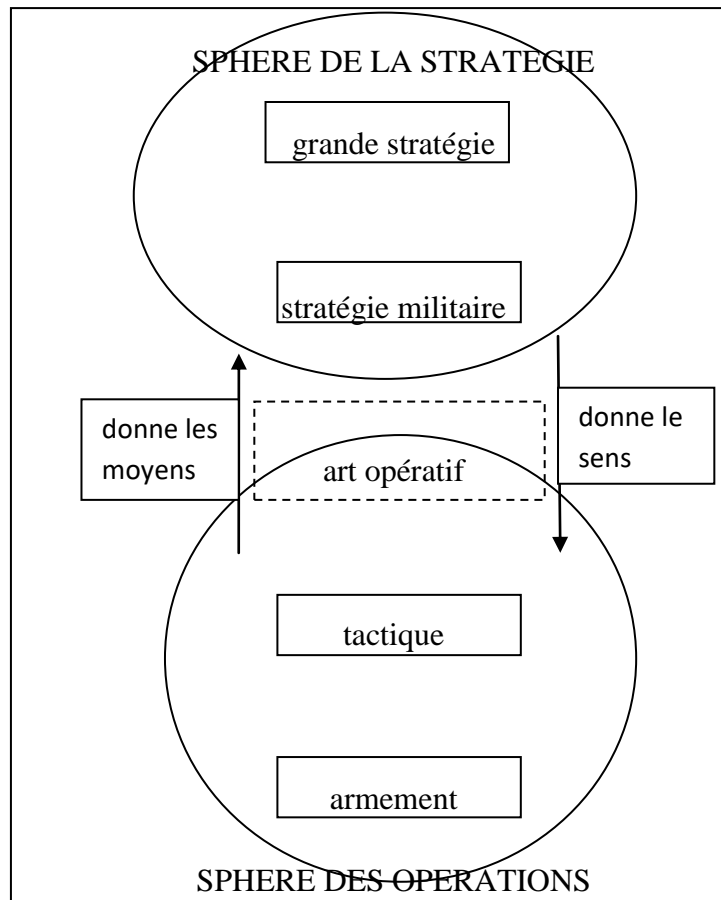 SPHERE DE LA STRATEGIE
grande stratégie
stratégie militaire
donne les
moyens
art opératif
donne le
sens
tactique
armement
SPHERE DES OPERATIONS